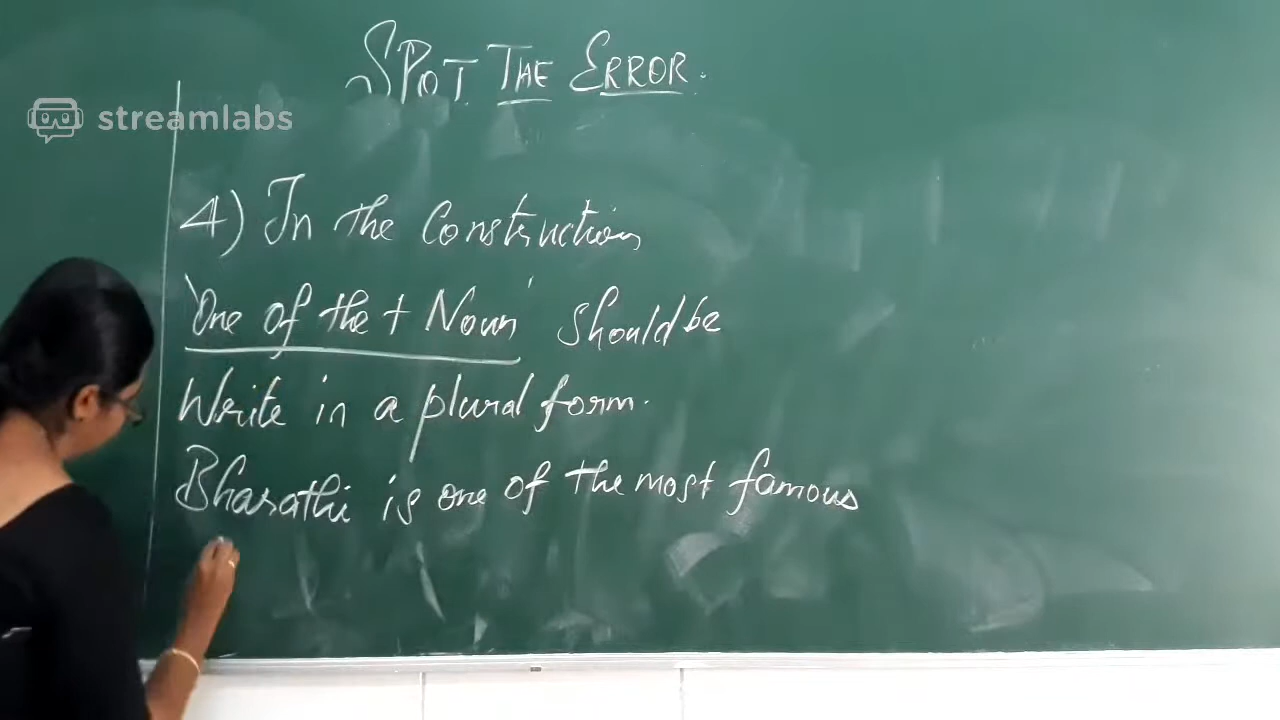 SPOT THE ERROR.
streamlabs
4) In the Construction
'One of the + Noun' should be
Write in a plural form.
Bharathi is one of the most famous